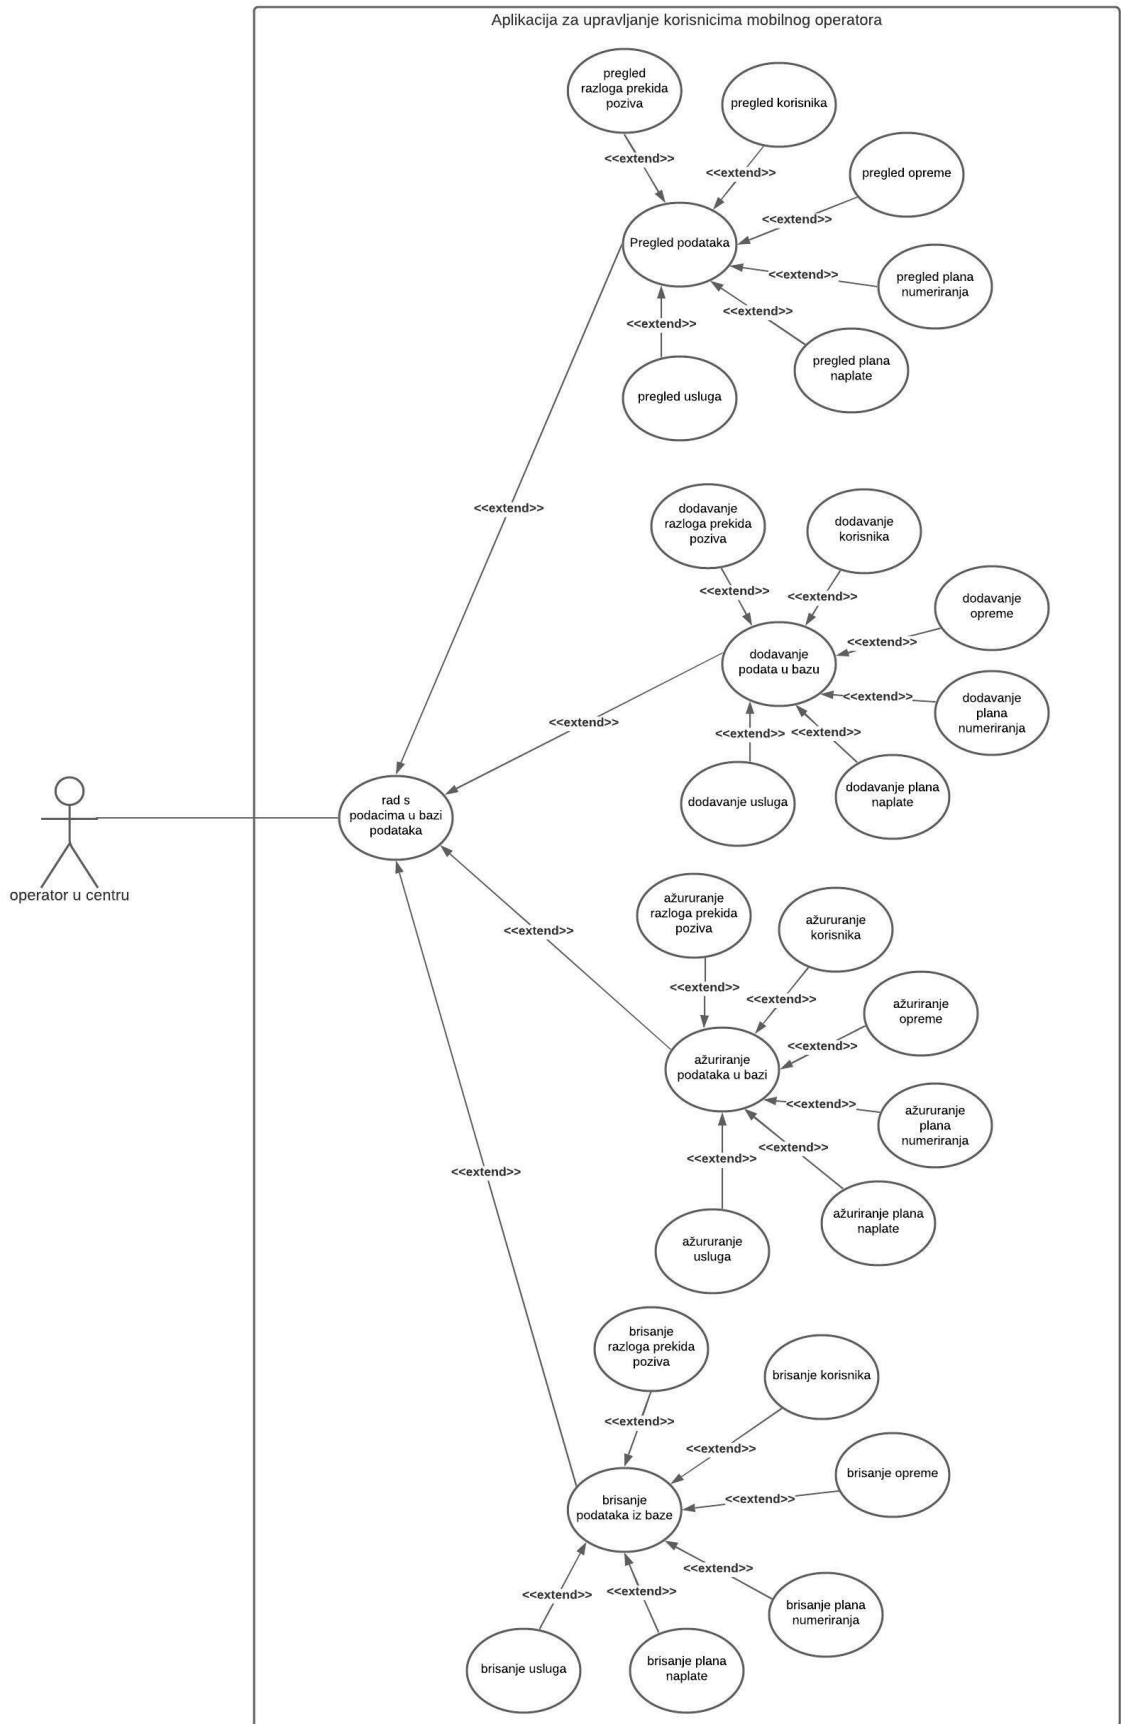 Aplikacija za upravljanje korisnicima mobilnog operatora
pregled
razloga prekida
poziva
pregled korisnika
<<extend>>
<<extend>>
pregled opreme
<<extend>>
Pregled podataka
pregled plana
numeriranja
<<extend>>
<<extend>>
<<extend>>
pregled plana
naplate
pregled usluga
<<extend>>
dodavanje
razloga prekida
poziva
dodavanje
korisnika
<<extend>>
<<extend>>
dodavanje
opreme
<<extend>>
dodavanje
podata u bazu
dodavanje
plana
numeriranja
<<extend>>
<<extend>>
<<extend>>
<<extend>>
dodavanje plana
naplate
dodavanje usluga
rad s
podacima u bazi
podataka
operator u centru
ažururanje
razloga prekida
poziva
ažururanje
korisnika
<<extend>>
<<extend>>
<<extend>>
ažuriranje
opreme
<<extend>>
ažuriranje
podataka u bazi
<<extend>>
ažururanje
plana
numeriranja
<<extend>>
<<extend>>
<<extend>>
ažuriranje plana
naplate
ažururanje
usluga
brisanje
razloga prekida
poziva
brisanje korisnika
<<extend>>
<<extend>>
brisanje opreme
<<extend>>
brisanje
podataka iz baze
<<extend>>
<<extend>>
<<extend>>
brisanje plana
numeriranja
brisanje usluga
brisanje plana
naplate